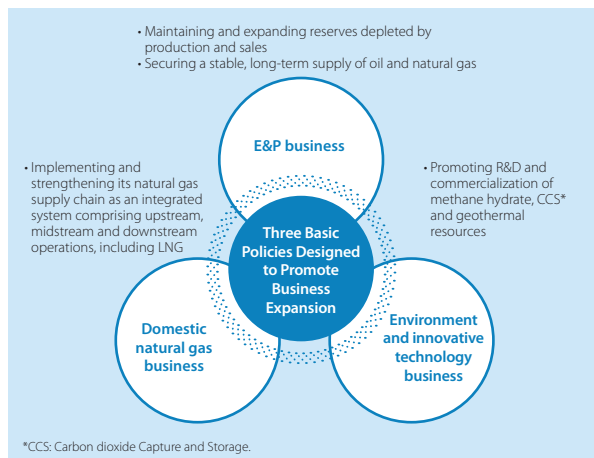 • Maintaining and expanding reserves depleted by
production and sales
• Securing a stable, long-term supply of oil and natural gas
E&P business
• Implementing and
strengthening its natural gas
supply chain as an integrated
system comprising upstream,
midstream and downstream
operations, including LNG
• Promoting R&D and
commercialization of
methane hydrate, CCS*
and geothermal
resources
Three Basic
Policies Designed
to Promote
Business
Expansion
Domestic
natural gas
business
Environment
and innovative
technology
business
*CCS: Carbon dioxide Capture and Storage.